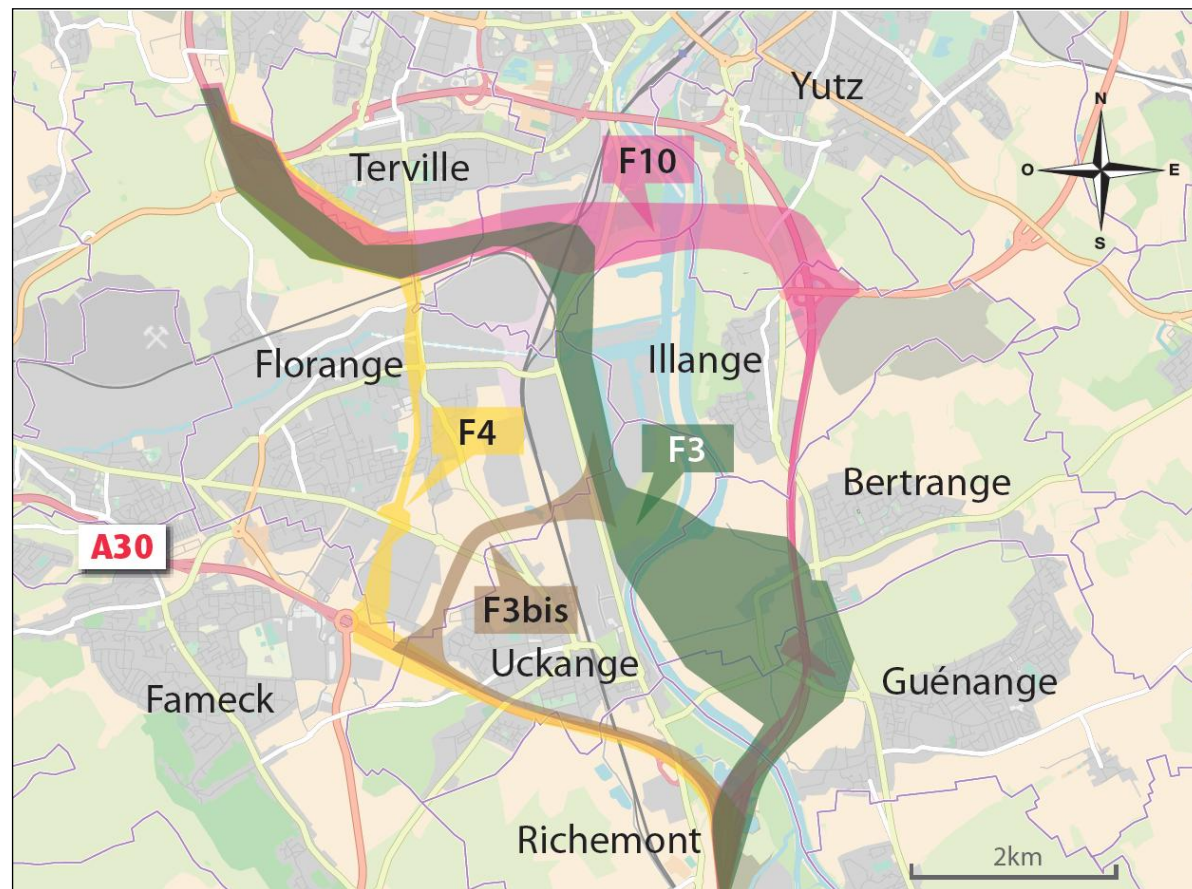 Yutz
N
F10
Terville
O
E
S
Illange
Florange
F4
F3
Bertrange
A30
F3bis
Uckange
Guénange
Fameck
Richemont
2km